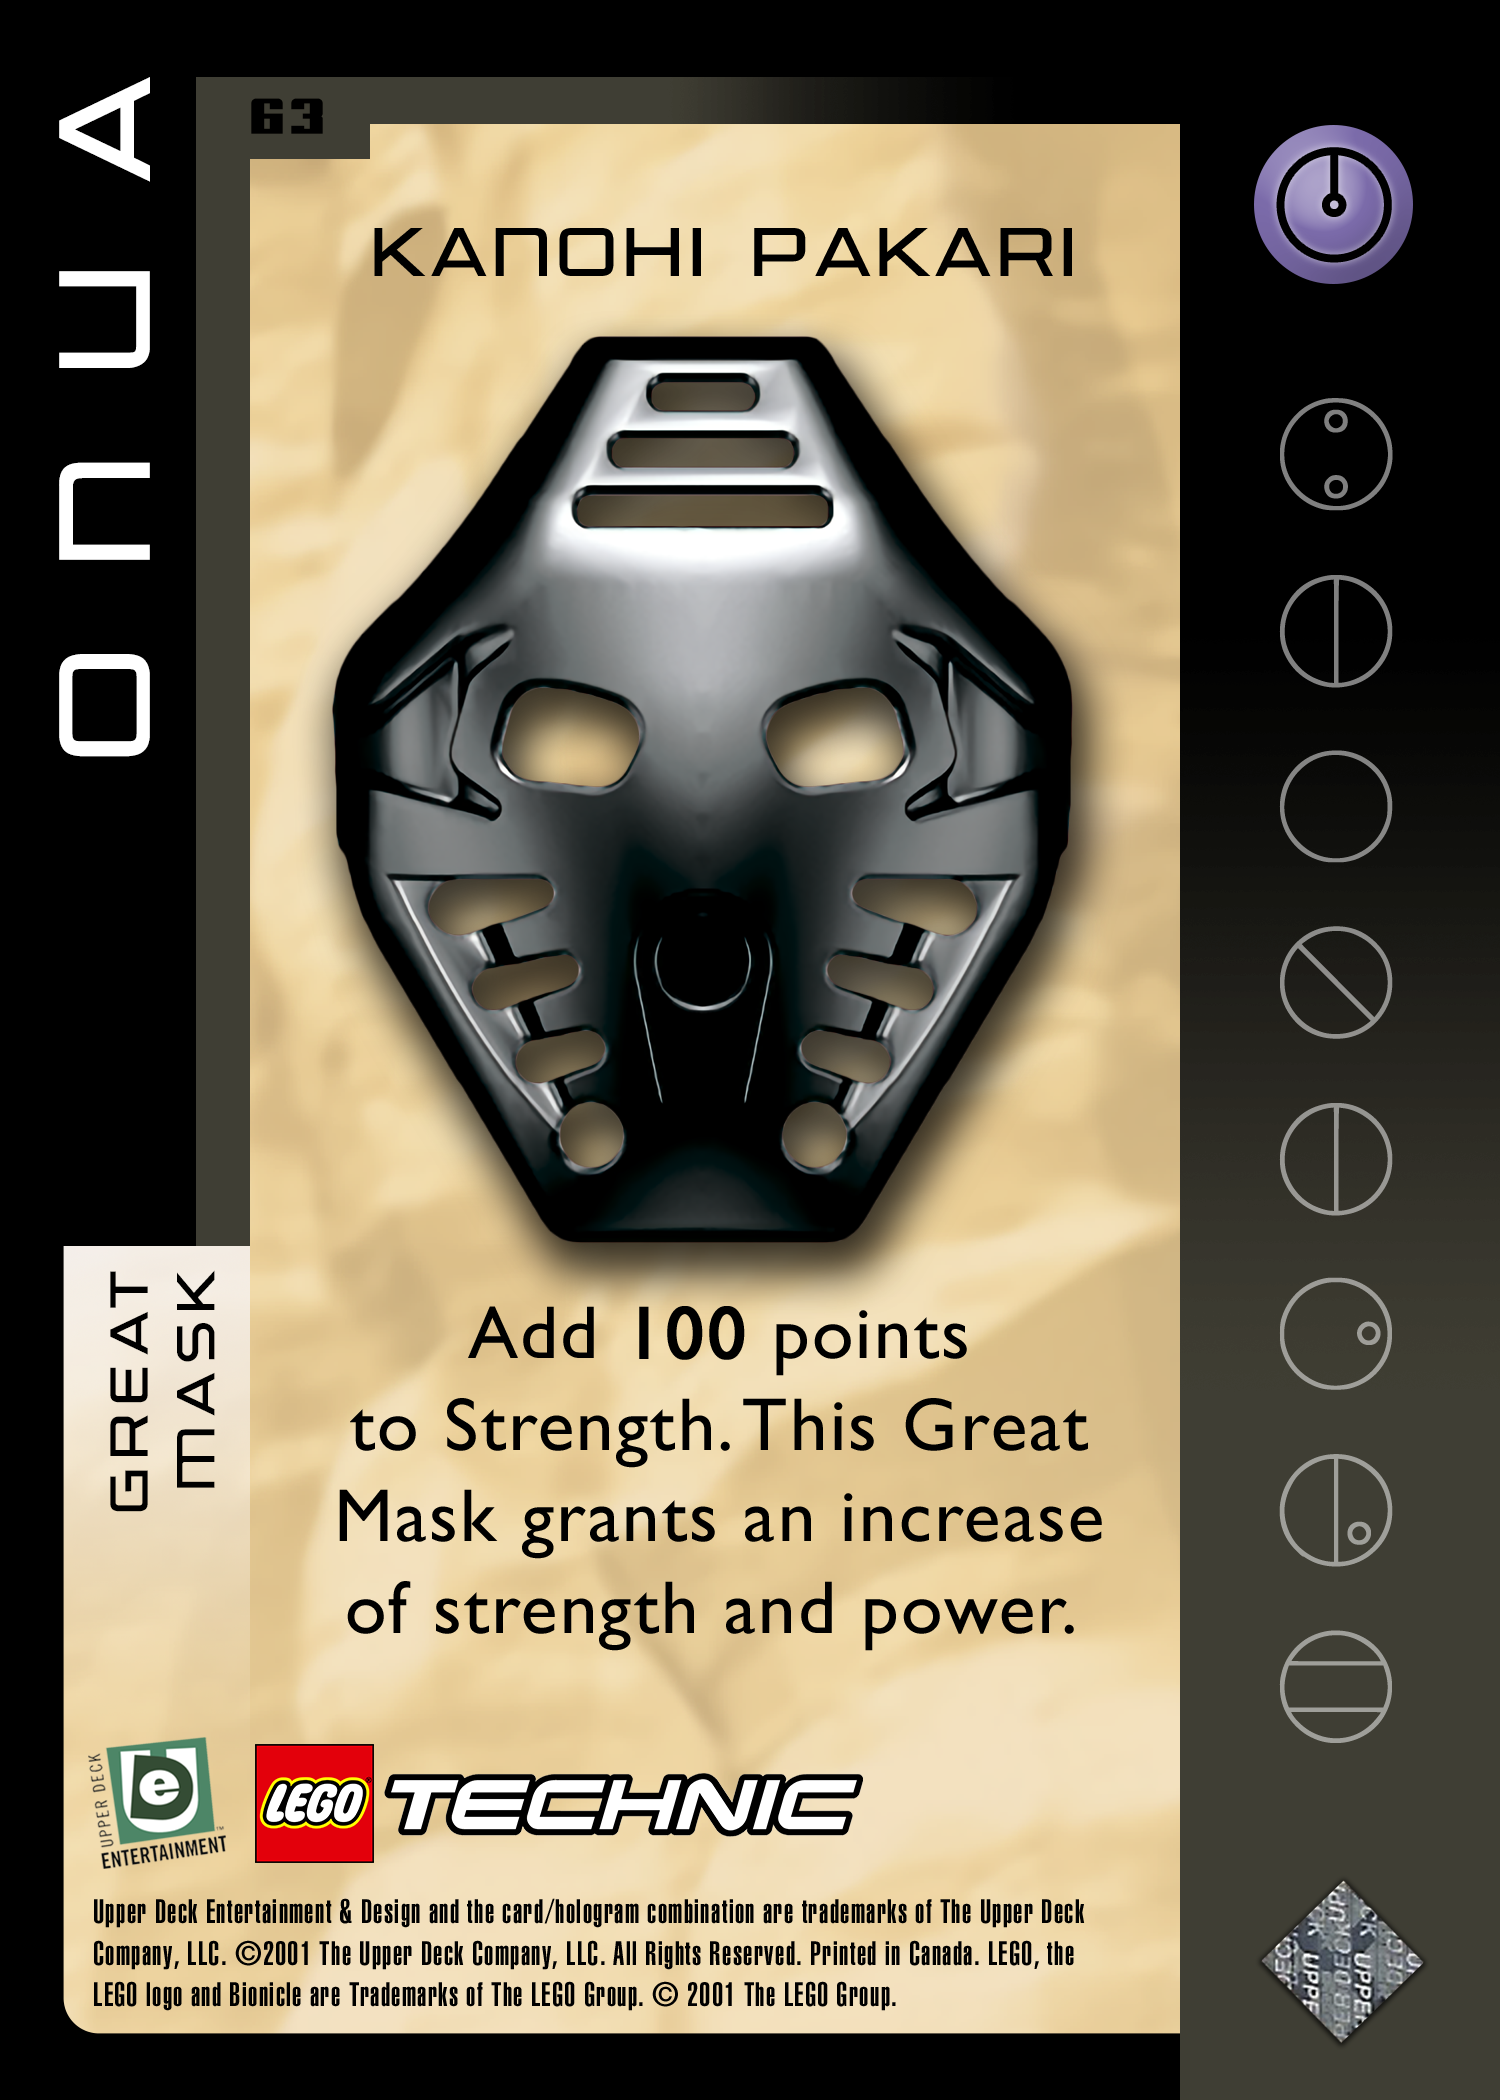 63
ONUA
KANOHI PAKARI
GREAT
MASK
Add 100 points
to Strength. This Great
Mask grants an increase
of strength and power.
UPPER DECK
ENTERTAINMENT™
LEGO TECHNIC
Upper Deck Entertainment & Design and the card/hologram combination are trademarks of The Upper Deck
Company, LLC. ©2001 The Upper Deck Company, LLC. All Rights Reserved. Printed in Canada. LEGO, the
LEGO logo and Bionicle are Trademarks of The LEGO Group. © 2001 The LEGO Group.